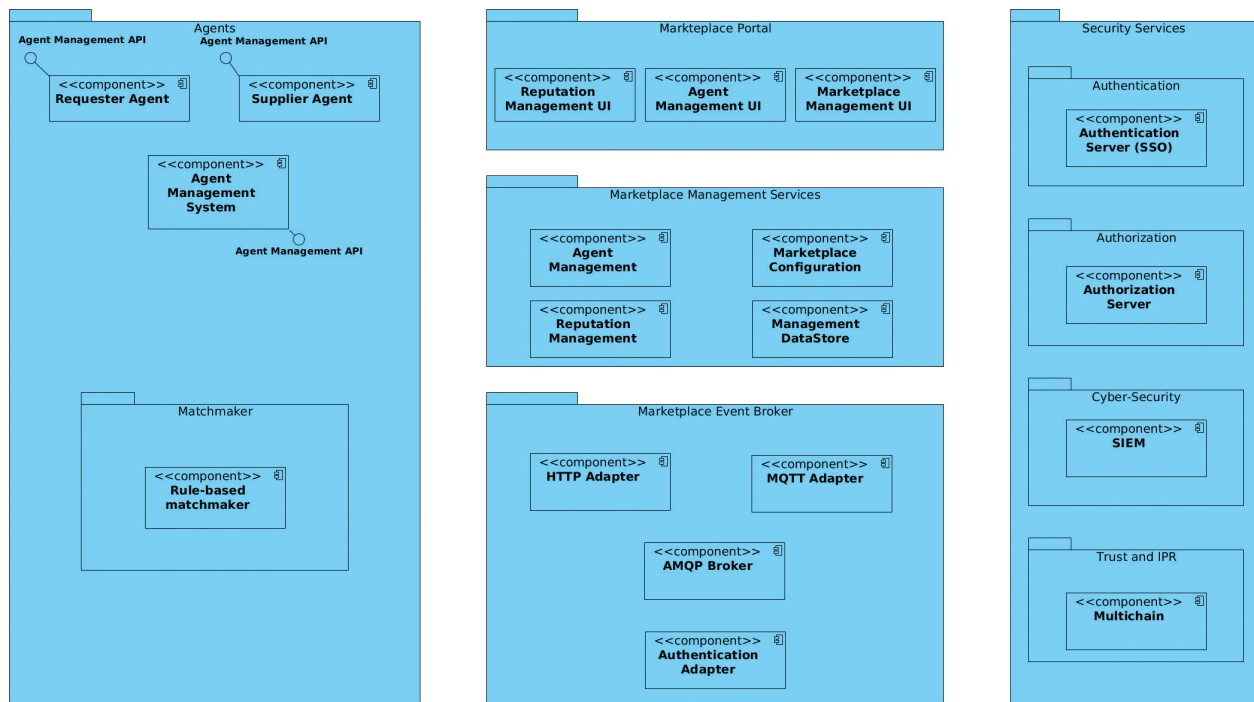 Agents
Agent Management API
Agent Management API
<<component>>
Requester Agent
<<component>>
Supplier Agent
<<component>>
Agent
Management
System
Agent Management API
Matchmaker
<<component>>
Rule-based
matchmaker
Markteplace Portal
<<component>>
Reputation
Management UI
<<component>>
Agent
Management UI
<<component>>
Marketplace
Management UI
Marketplace Management Services
<<component>>
Agent
Management
<<component>>
Marketplace
Configuration
<<component>>
Reputation
Management
<<component>>
Management
DataStore
Marketplace Event Broker
<<component>>
HTTP Adapter
<<component>>
MQTT Adapter
<<component>>
AMQP Broker
<<component>>
Authentication
Adapter
Security Services
Authentication
<<component>>
Authentication
Server (SSO)
Authorization
<<component>>
Authorization
Server
Cyber-Security
<<component>>
SIEM
Trust and IPR
<<component>>
Multichain